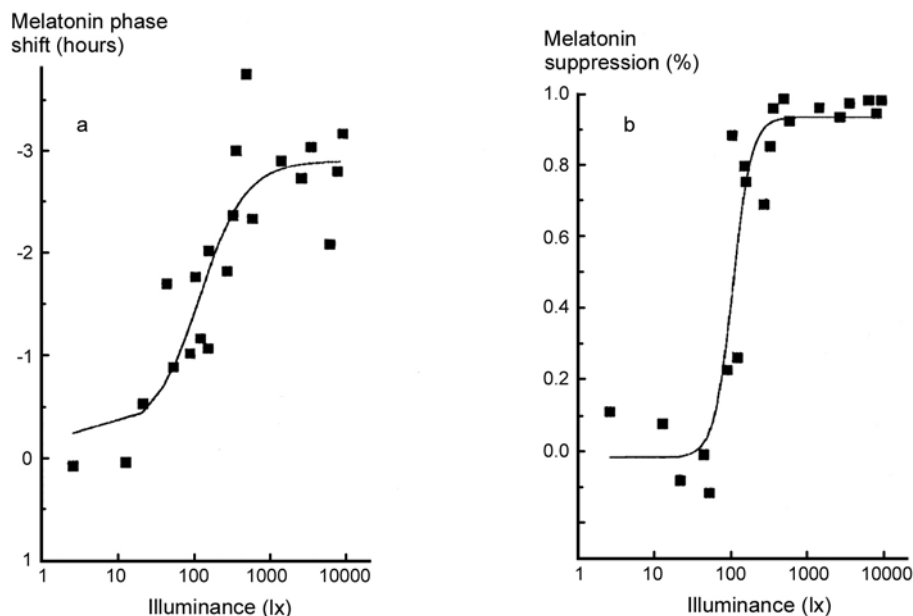 Melatonin phase
shift (hours)
a
-3
-2
-1
0
1
1 10 100 1000 10000
Illuminance (lx)
Melatonin
suppression (%)
b
1.0
0.8
0.6
0.4
0.2
0.0
1 10 100 1000 10000
Illuminance (lx)